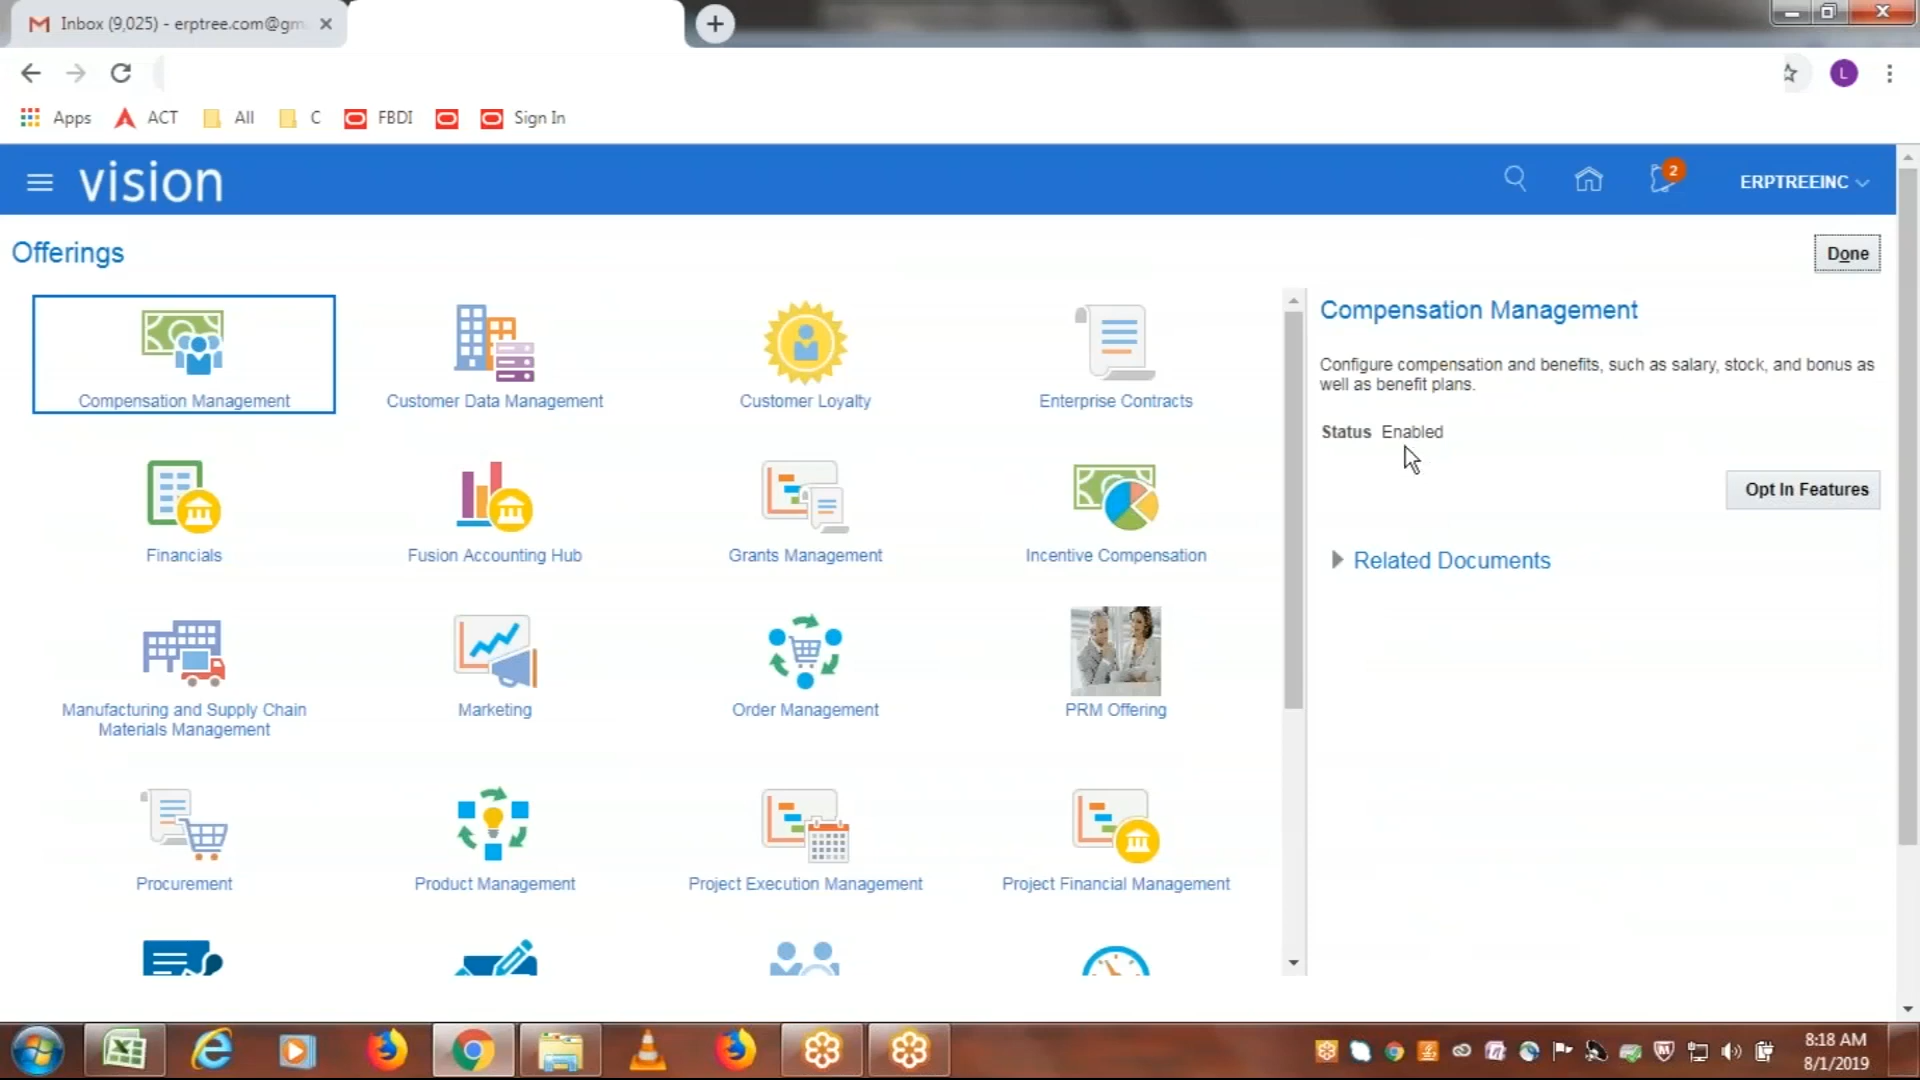 Inbox (9,025) - erptree.com@gm
Apps
ACT
All
C
FBDI
Sign In
vision
2
ERPTREEINC
L
Offerings
Done
Compensation Management
Customer Data Management
Customer Loyalty
Enterprise Contracts
Financials
Fusion Accounting Hub
Grants Management
Incentive Compensation
Manufacturing and Supply Chain
Materials Management
Marketing
Order Management
PRM Offering
Procurement
Product Management
Project Execution Management
Project Financial Management
Compensation Management
Configure compensation and benefits, such as salary, stock, and bonus as
well as benefit plans.
Status Enabled
Opt In Features
Related Documents
8:18 AM
8/1/2019